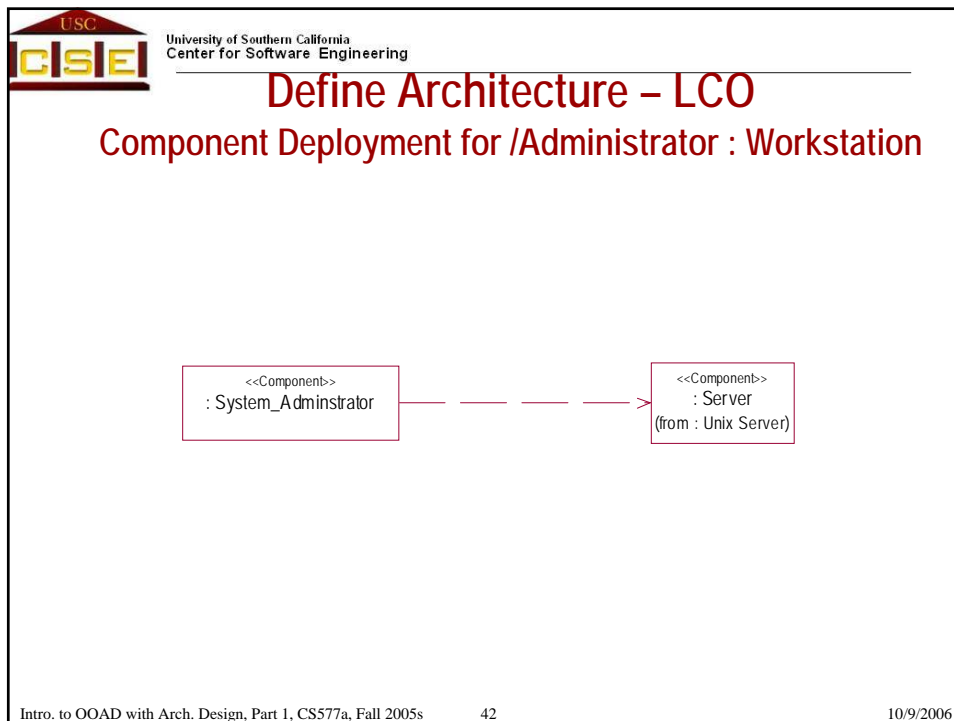 USC
CSE
University of Southern California
Center for Software Engineering
Define Architecture – LCO
Component Deployment for /Administrator : Workstation
<<Component>>
: System_Adminstrator
<<Component>>
: Server
(from : Unix Server)
Intro. to OOAD with Arch. Design, Part 1, CS577a, Fall 2005s 42 10/9/2006